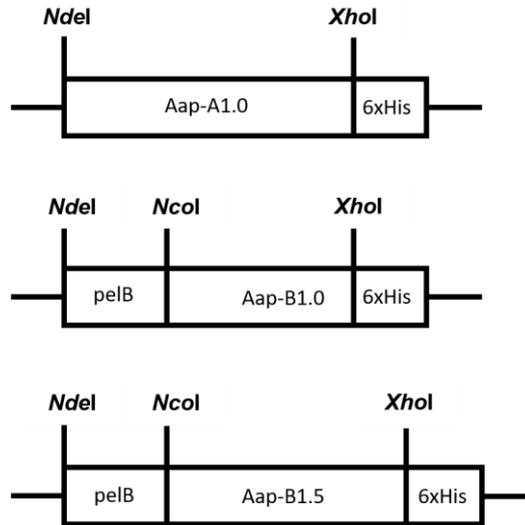 NdeI XhoI
Aap-A1.0 6xHis
NdeI NcoI XhoI
pelB Aap-B1.0 6xHis
NdeI NcoI XhoI
pelB Aap-B1.5 6xHis